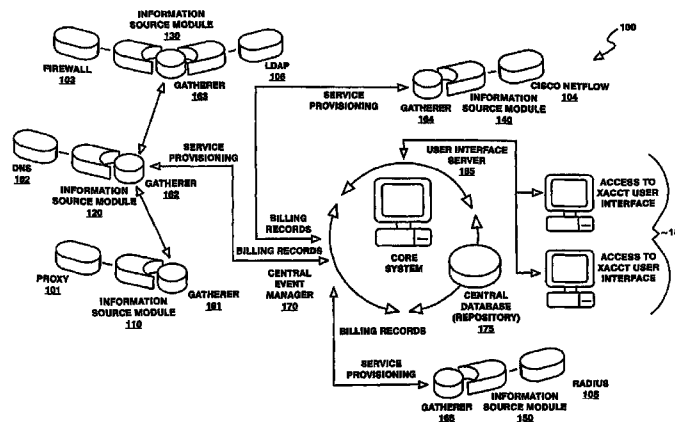 INFORMATION
SOURCE MODULE
130
100
FIREWALL
103
GATHERER
163
LDAP
106
SERVICE
PROVISIONING
GATHERER
164
INFORMATION
SOURCE MODULE
140
CISCO NETFLOW
104
DNS
102
SERVICE
PROVISIONING
INFORMATION
SOURCE MODULE
120
GATHERER
162
USER INTERFACE
SERVER
185
ACCESS TO
XACCT USER
INTERFACE
BILLING
RECORDS
BILLING RECORDS
CORE
SYSTEM
ACCESS TO
XACCT USER
INTERFACE
PROXY
101
INFORMATION
SOURCE MODULE
110
GATHERER
161
CENTRAL
EVENT
MANAGER
170
CENTRAL
DATABASE
(REPOSITORY)
175
BILLING RECORDS
SERVICE
PROVISIONING
GATHERER
165
INFORMATION
SOURCE MODULE
150
RADIUS
105